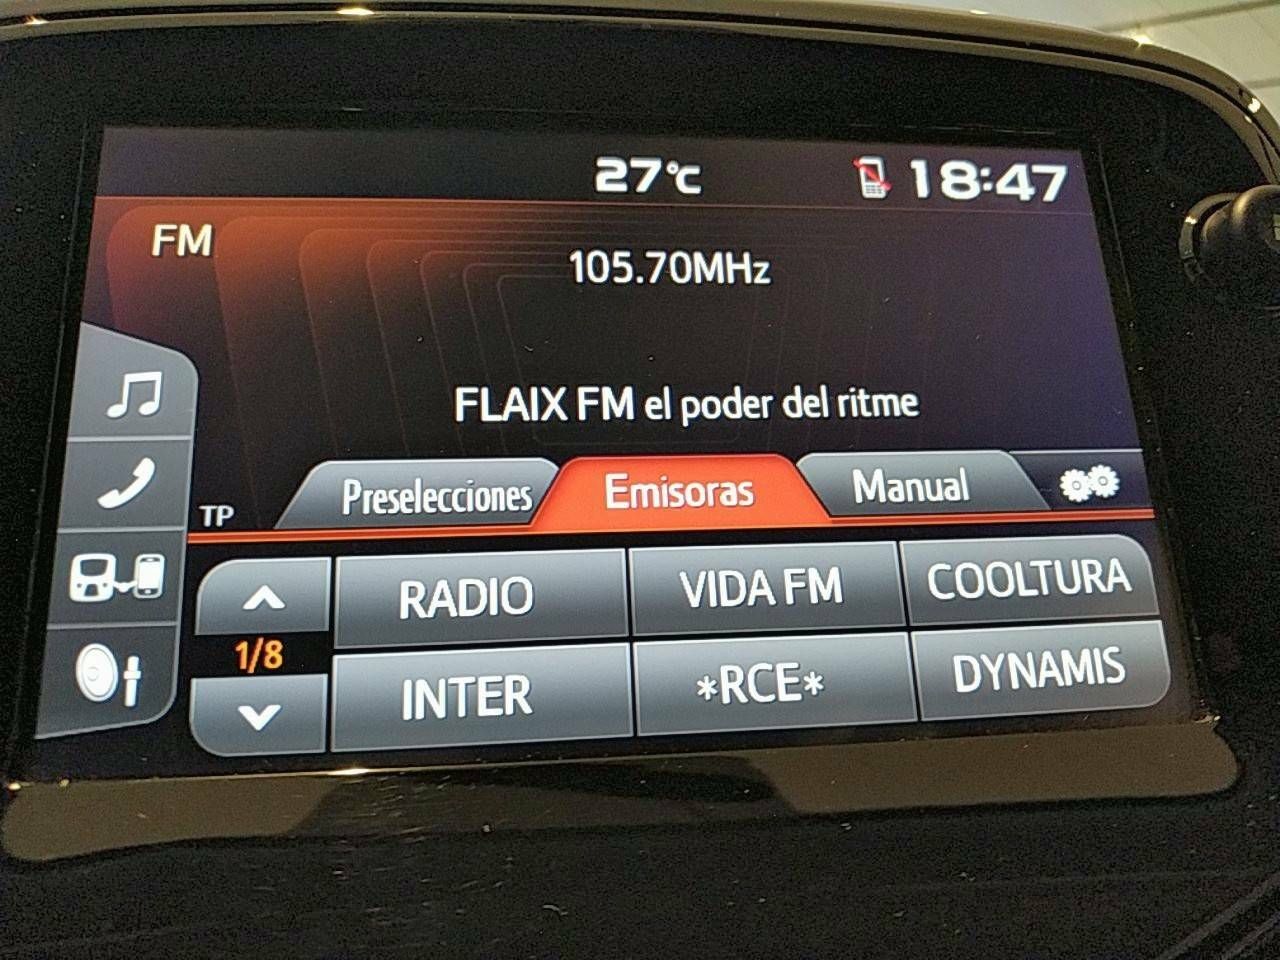 27°C
18:47
FM
105.70MHz
FLAIX FM el poder del ritme
TP
Preselecciones
Emisoras
Manual
RADIO
VIDA FM
COOLTURA
1/8
INTER
*RCE*
DYNAMIS